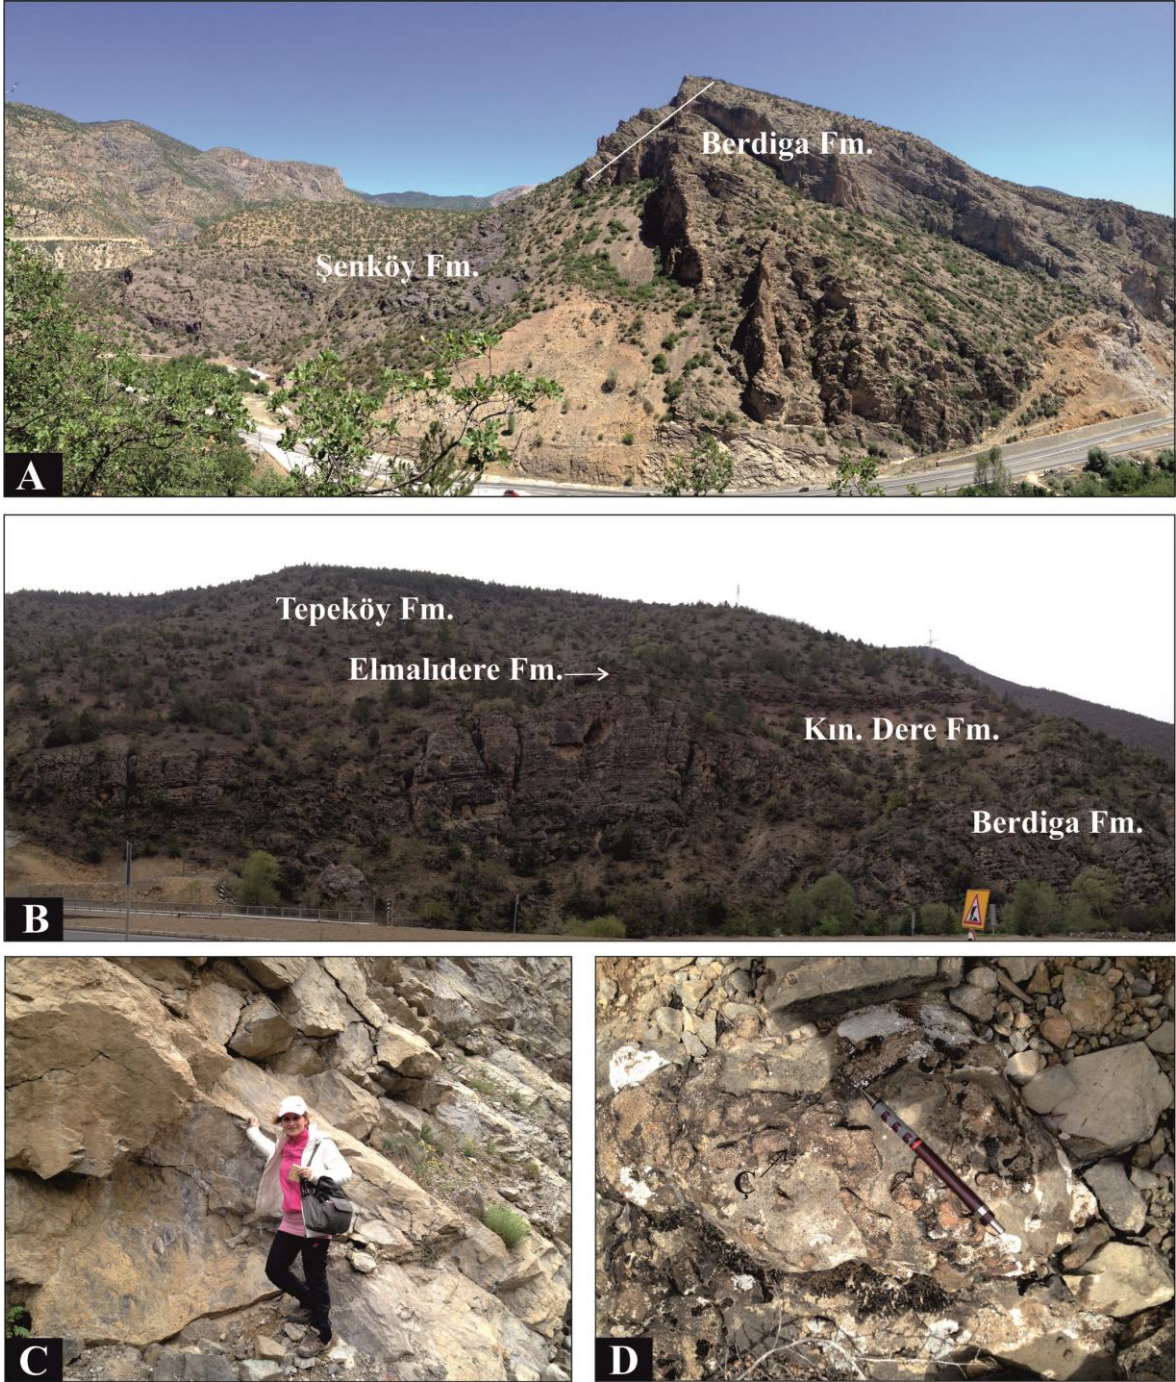 Berdiga Fm.
Şenköy Fm.
A
Tepeköy Fm.
Elmalıdere Fm.
Kın. Dere Fm.
Berdiga Fm.
B
C
Ç
D